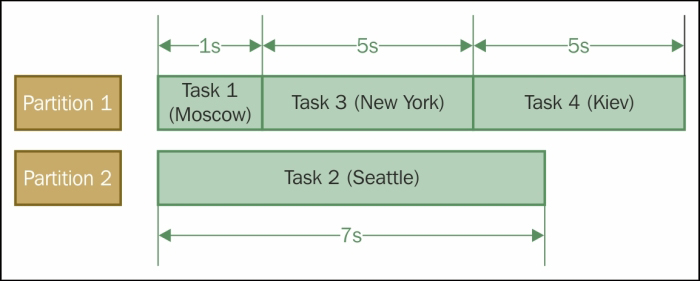 1s 5s 5s
Partition 1
Task 1
(Moscow)
Task 3 (New York)
Task 4 (Kiev)
Partition 2
Task 2 (Seattle)
7s